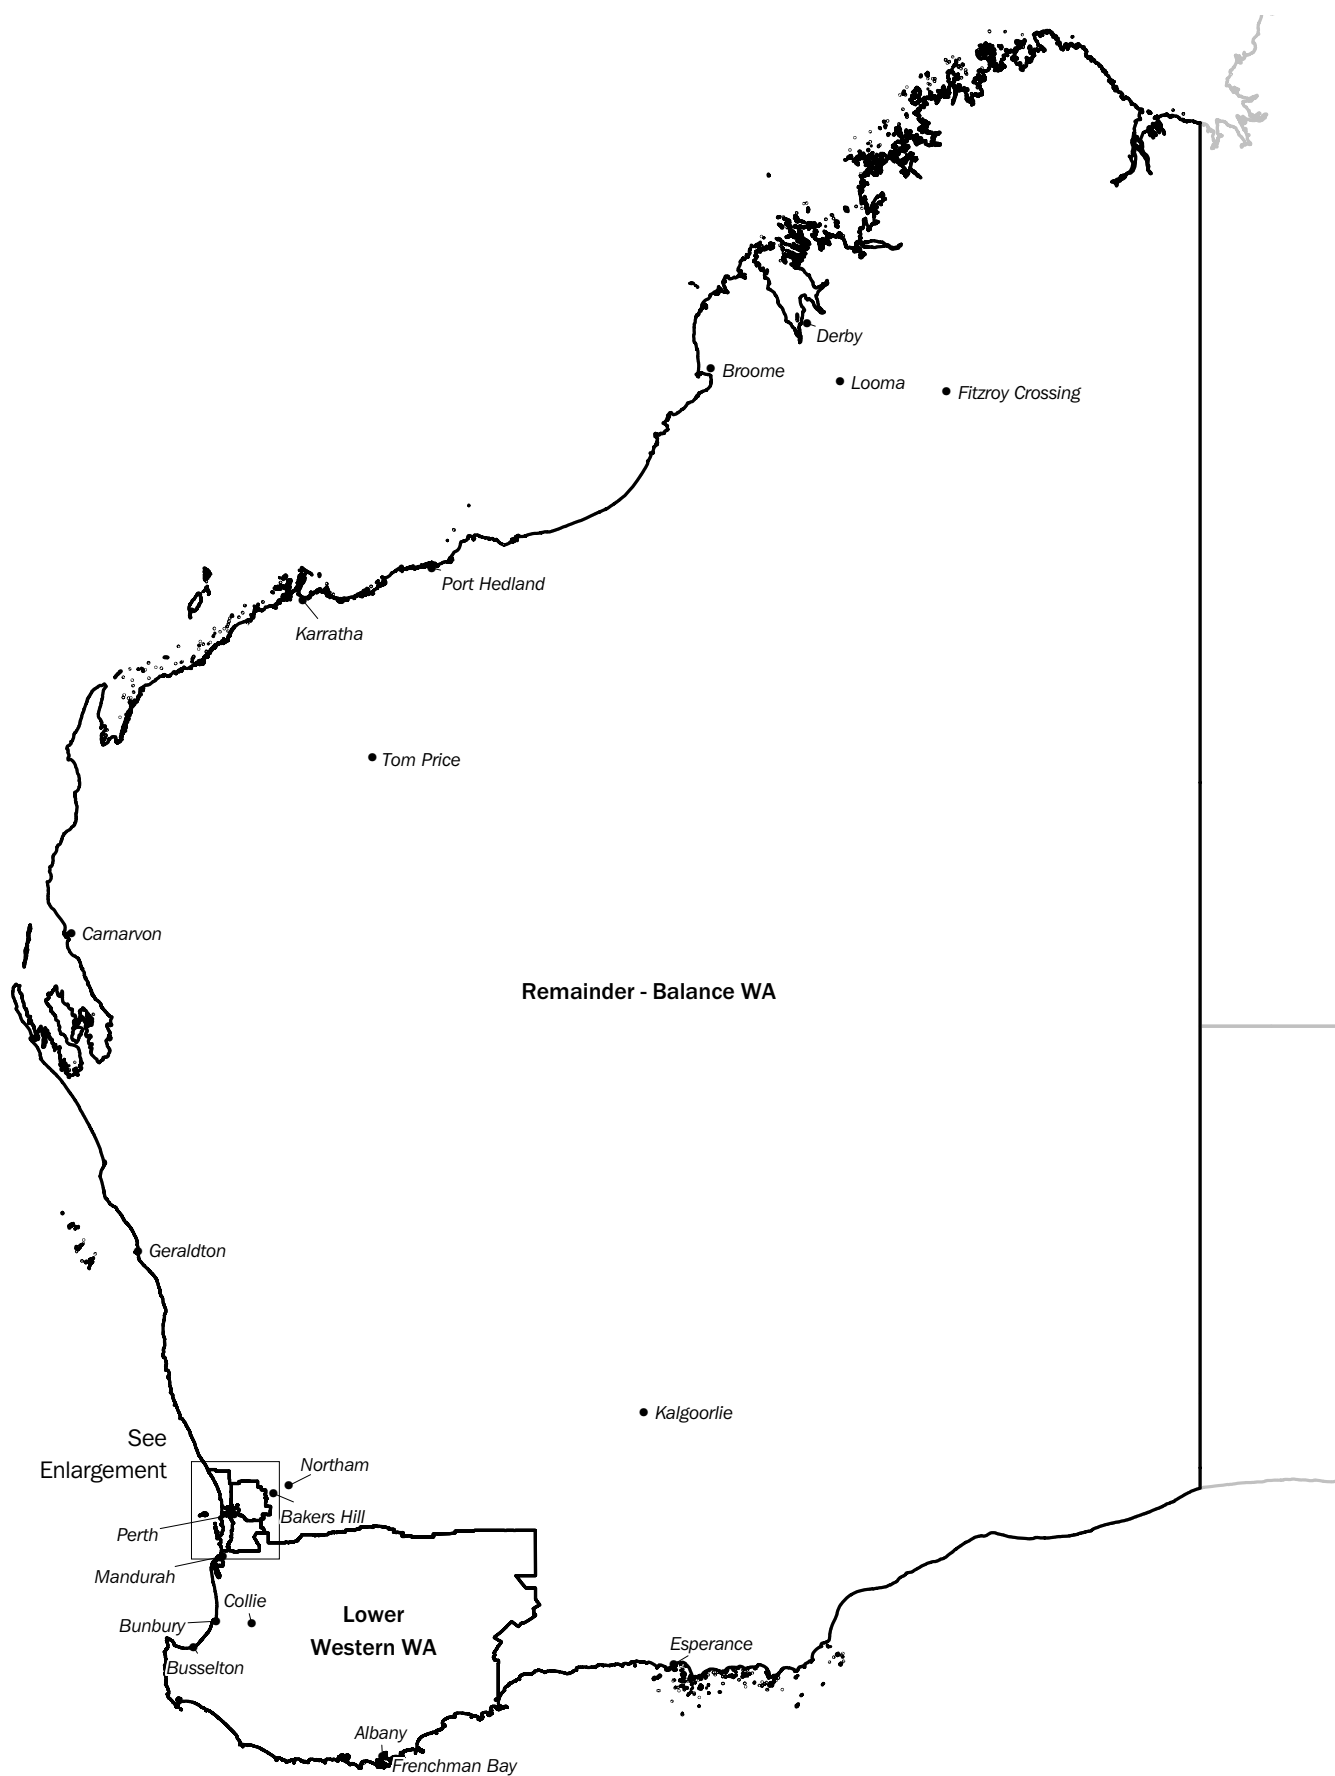 Derby
Broome
Looma
Fitzroy Crossing
Port Hedland
Karratha
Tom Price
Carnarvon
Remainder - Balance WA
Geraldton
Kalgoorlie
See
Enlargement
Northam
Bakers Hill
Perth
Mandurah
Collie
Bunbury
Lower
Western WA
Busselton
Esperance
Albany
Frenchman Bay